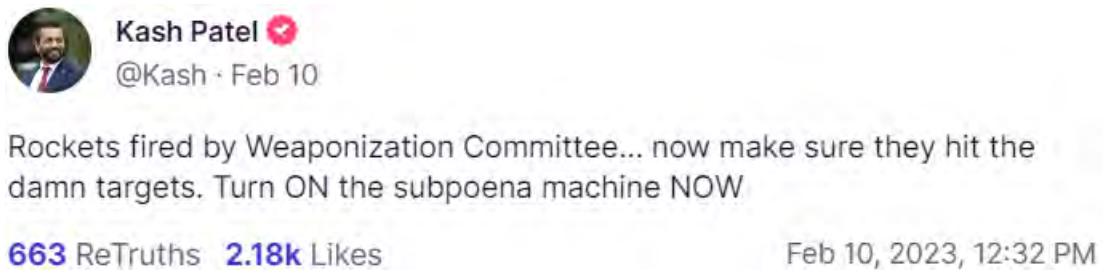 Kash Patel
@Kash · Feb 10
Rockets fired by Weaponization Committee... now make sure they hit the
damn targets. Turn ON the subpoena machine NOW
663 ReTruths 2.18k Likes Feb 10, 2023, 12:32 PM